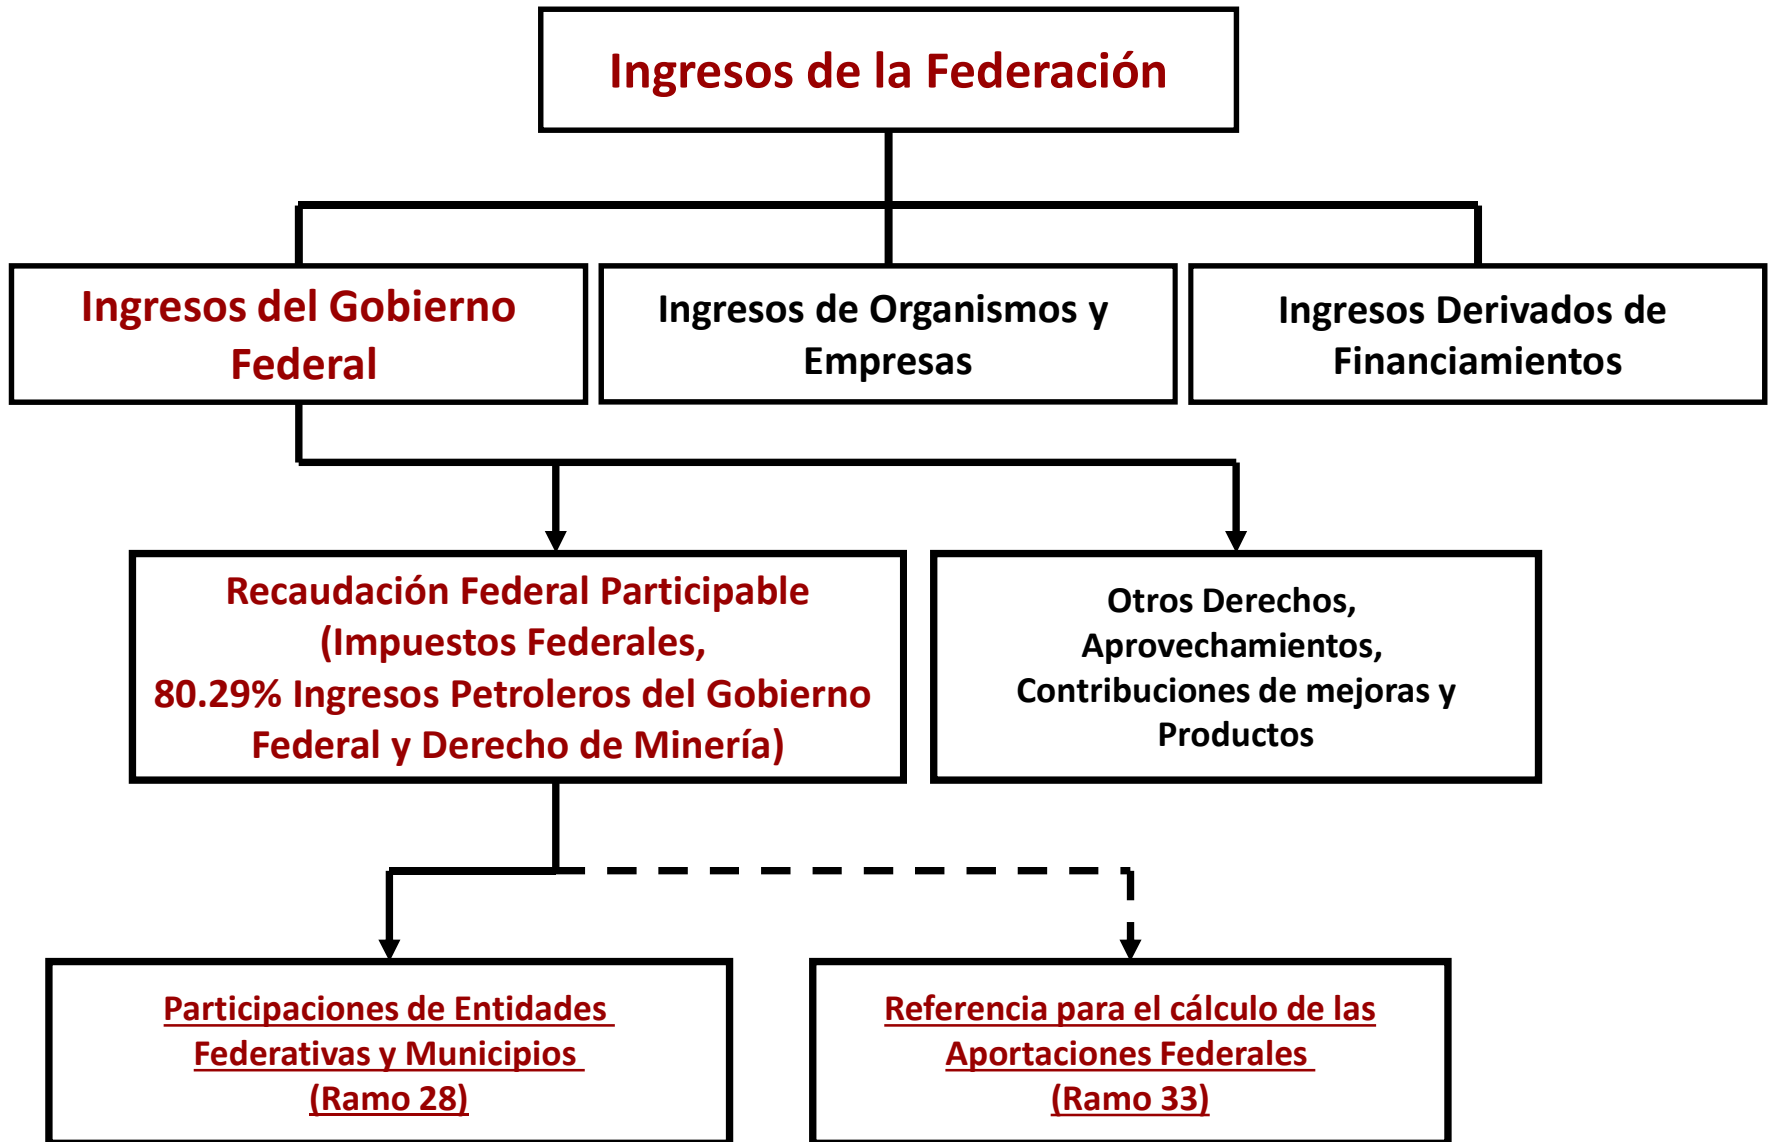 Ingresos de la Federación
Ingresos del Gobierno
Federal
Ingresos de Organismos y
Empresas
Ingresos Derivados de
Financiamientos
Recaudación Federal Participable
(Impuestos Federales,
80.29% Ingresos Petroleros del Gobierno
Federal y Derecho de Minería)
Otros Derechos,
Aprovechamientos,
Contribuciones de mejoras y
Productos
Participaciones de Entidades
Federativas y Municipios
(Ramo 28)
Referencia para el cálculo de las
Aportaciones Federales
(Ramo 33)